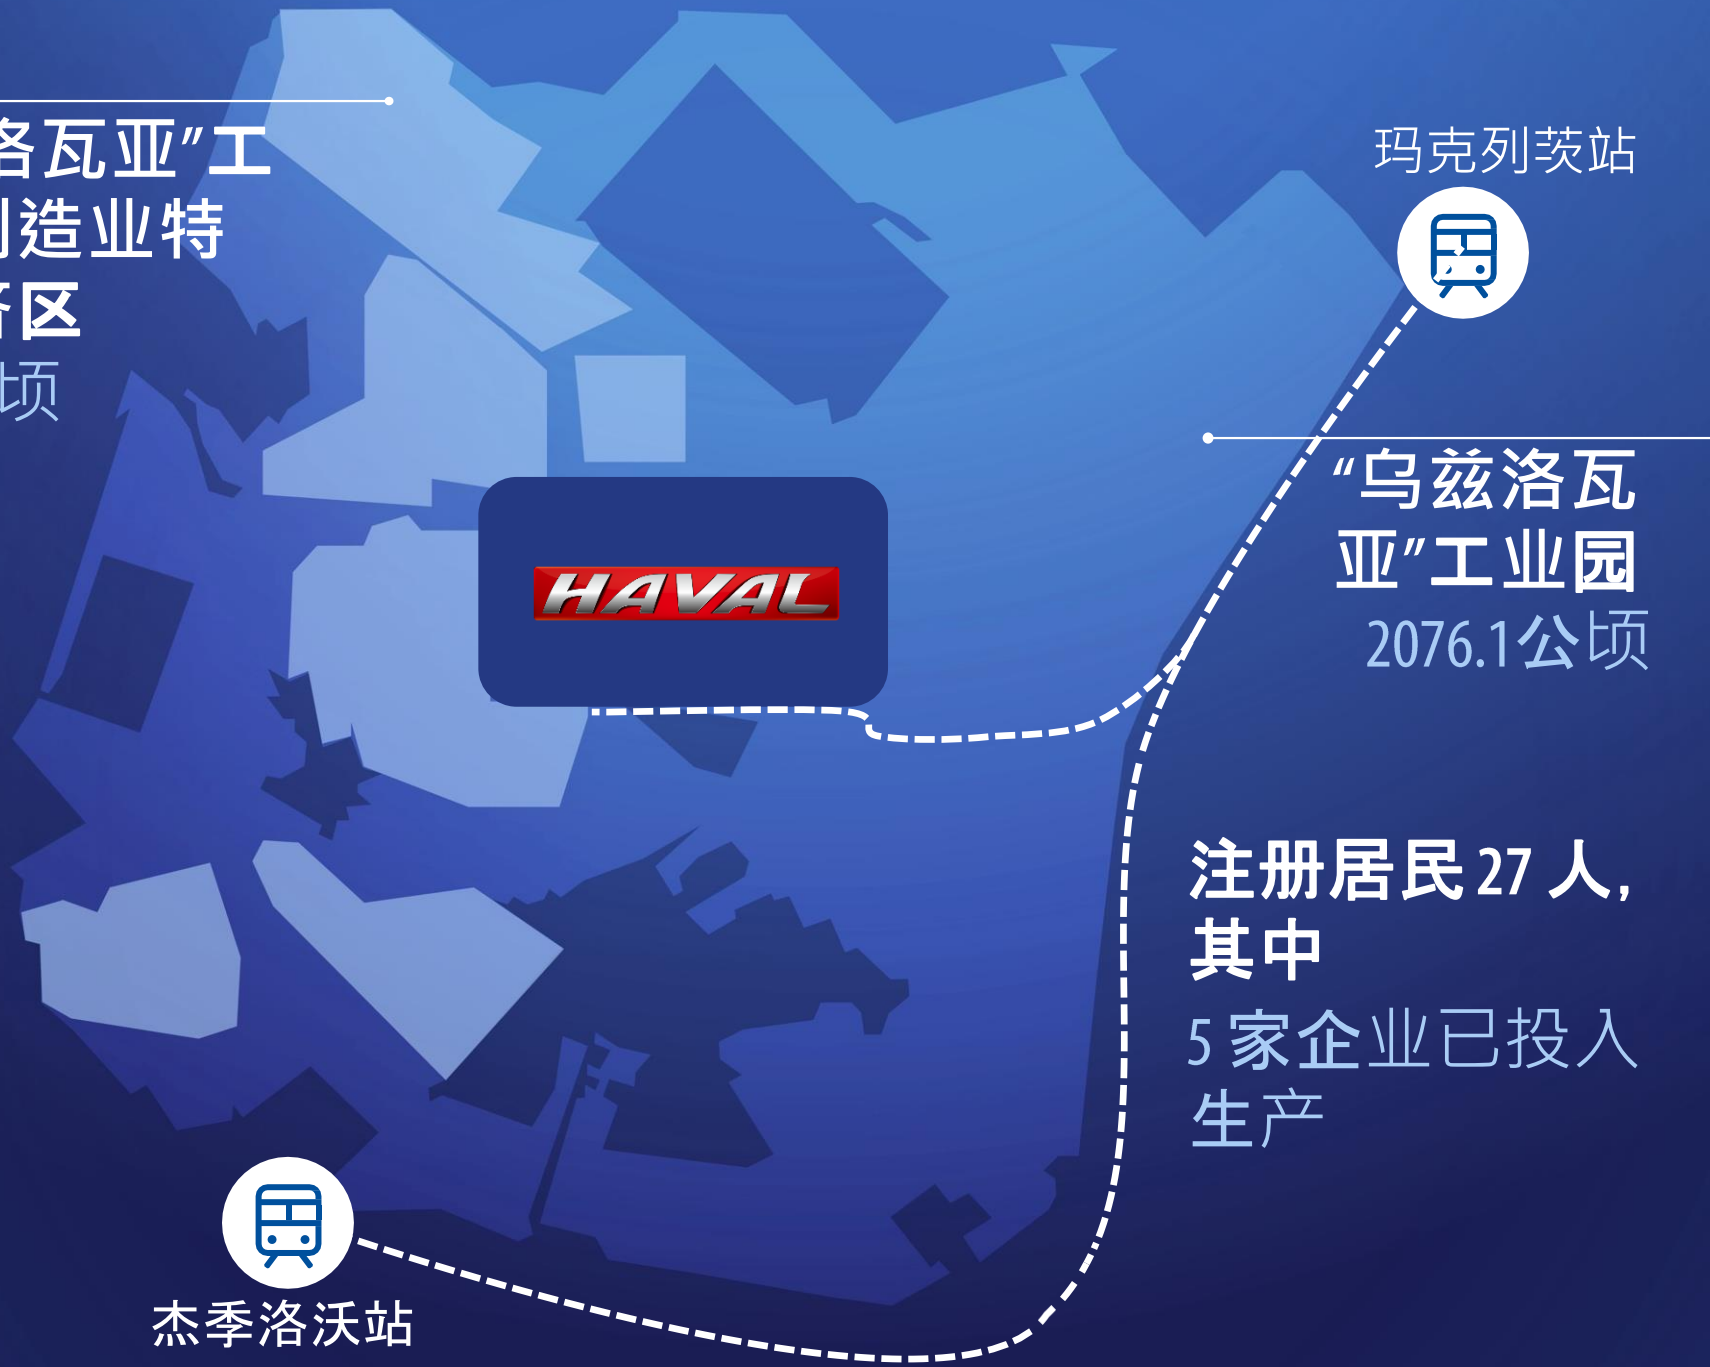 洛瓦亚”工
造业特
区
顷
玛克列茨站
“乌兹洛瓦
亚”工业园
2076.1公顷
HAVAL
注册居民 27 人,
其中
5 家企业已投入
生产
杰季洛沃站